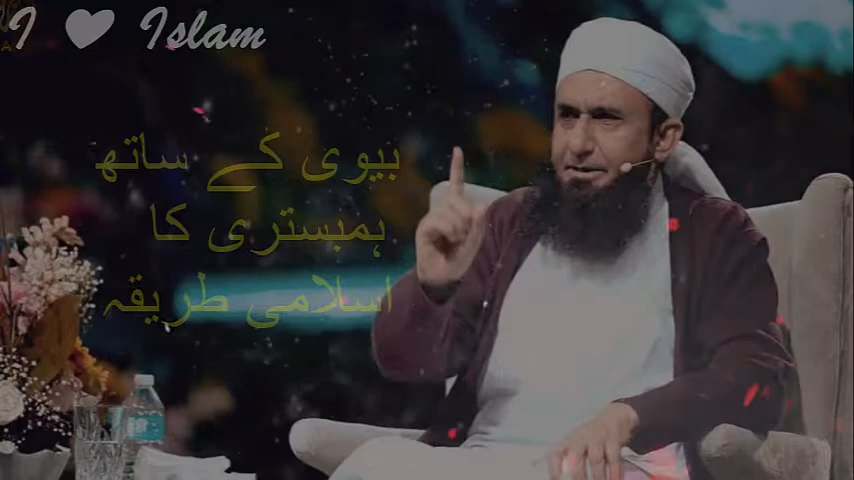 I ♥ Islam
بیوی کے ساتھ
ہمبستری کا
اسلامی طریقہ